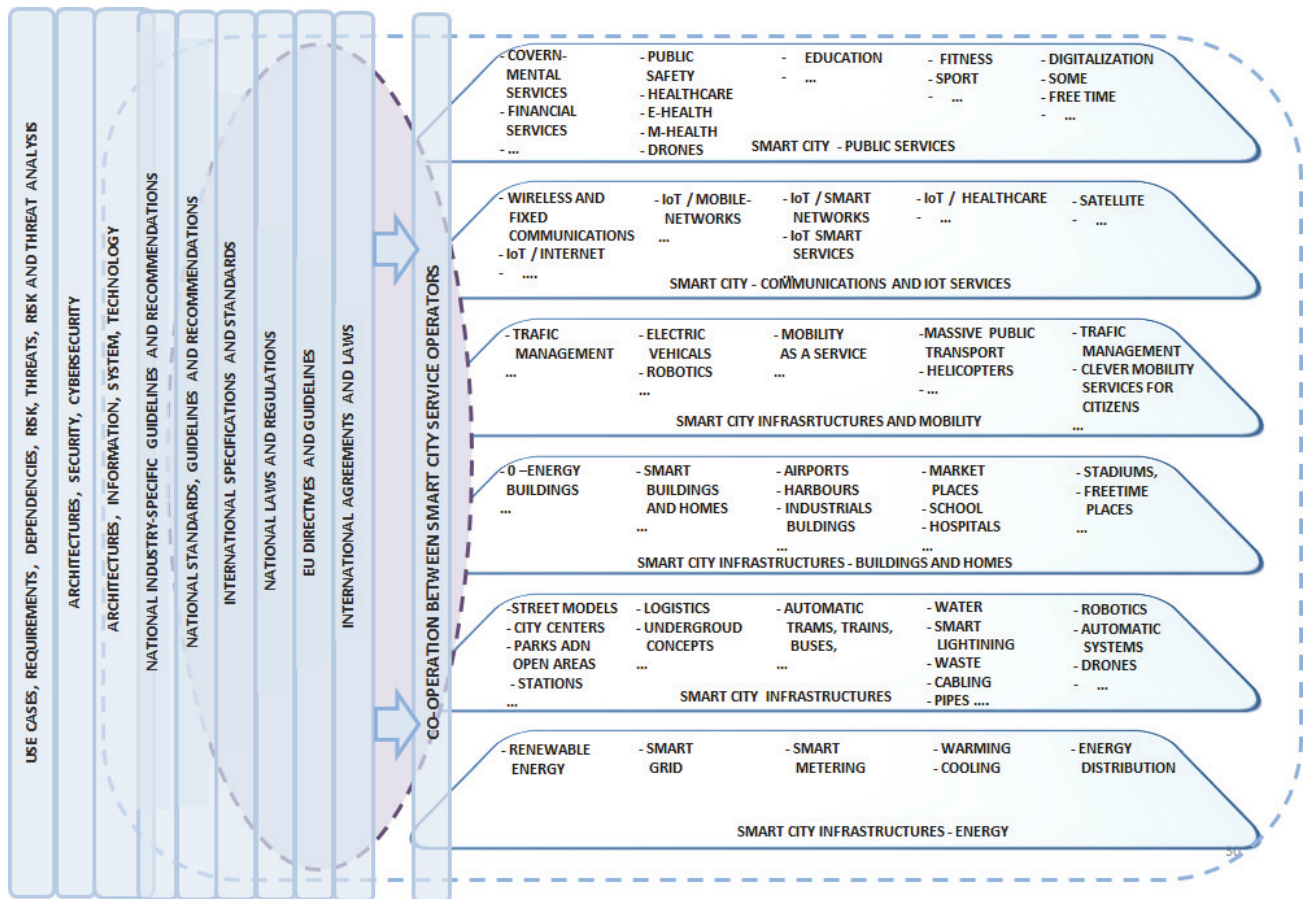 USE CASES, REQUIREMENTS, DEPENDENCIES, RISK, THREATS, RISK AND THREAT ANALYSIS
ARCHITECTURES, SECURITY, CYBERSECURITY
ARCHITECTURES, INFORMATION, SYSTEM, TECHNOLOGY
NATIONAL INDUSTRY-SPECIFIC GUIDELINES AND RECOMMENDATIONS
NATIONAL STANDARDS, GUIDELINES AND RECOMMENDATIONS
INTERNATIONAL SPECIFICATIONS AND STANDARDS
NATIONAL LAWS AND REGULATIONS
EU DIRECTIVES AND GUIDELINES
INTERNATIONAL AGREEMENTS AND LAWS
CO-OPERATION BETWEEN SMART CITY SERVICE OPERATORS
- COVERN-
MENTAL
SERVICES
- FINANCIAL
SERVICES
- ...
- PUBLIC
SAFETY
- HEALTHCARE
- E-HEALTH
- M-HEALTH
- DRONES
- EDUCATION
- ...
- FITNESS
- SPORT
- ...
- DIGITALIZATION
- SOME
- FREE TIME
- ...
SMART CITY - PUBLIC SERVICES
- WIRELESS AND
FIXED
COMMUNICATIONS
- IoT / INTERNET
- ....
- IoT / MOBILE-
NETWORKS
...
- IoT / SMART
NETWORKS
- IoT SMART
SERVICES
...
- IoT / HEALTHCARE
- ...
- SATELLITE
- ...
SMART CITY - COMMUNICATIONS AND IOT SERVICES
- TRAFIC
MANAGEMENT
...
- ELECTRIC
VEHICALS
- ROBOTICS
...
- MOBILITY
AS A SERVICE
...
- MASSIVE PUBLIC
TRANSPORT
- HELICOPTERS
- ...
- TRAFIC
MANAGEMENT
- CLEVER MOBILITY
SERVICES FOR
CITIZENS
...
SMART CITY INFRASRTUCTURES AND MOBILITY
- 0 –ENERGY
BUILDINGS
...
- SMART
BUILDINGS
AND HOMES
...
- AIRPORTS
- HARBOURS
- INDUSTRIALS
BULDINGS
...
- MARKET
PLACES
- SCHOOL
- HOSPITALS
...
- STADIUMS,
- FREETIME
PLACES
...
SMART CITY INFRASTRUCTURES - BUILDINGS AND HOMES
-STREET MODELS
- CITY CENTERS
- PARKS ADN
OPEN AREAS
- STATIONS
...
- LOGISTICS
- UNDERGROUD
CONCEPTS
...
- AUTOMATIC
TRAMS, TRAINS,
BUSES,
...
- WATER
- SMART
LIGHTINING
- WASTE
- CABLING
- PIPES ....
- ROBOTICS
- AUTOMATIC
SYSTEMS
- DRONES
- ...
SMART CITY INFRASTRUCTURES
- RENEWABLE
ENERGY
- SMART
GRID
- SMART
METERING
- WARMING
- COOLING
- ENERGY
DISTRIBUTION
SMART CITY INFRASTRUCTURES - ENERGY